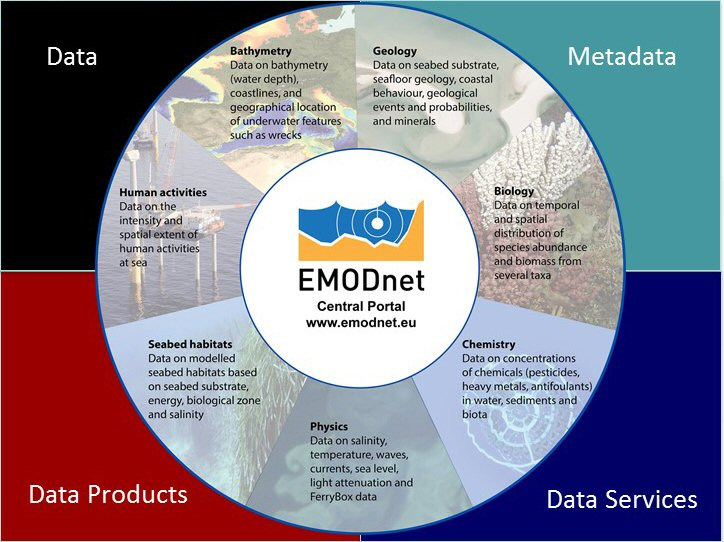 Data
Metadata
Bathymetry
Data on bathymetry
(water depth),
coastlines, and
geographical location
of underwater features
such as wrecks
Geology
Data on seabed substrate,
seafloor geology, coastal
behaviour, geological
events and probabilities,
and minerals
Human activities
Data on the
intensity and
spatial extent of
human activities
at sea
Biology
Data on temporal
and spatial
distribution of
species abundance
and biomass from
several taxa
EMODnet
Central Portal
www.emodnet.eu
Seabed habitats
Data on modelled
seabed habitats based
on seabed substrate,
energy, biological zone
and salinity
Chemistry
Data on concentrations
of chemicals (pesticides,
heavy metals, antifoulants)
in water, sediments and
biota
Physics
Data on salinity,
temperature, waves,
currents, sea level,
light attenuation and
FerryBox data
Data Products
Data Services